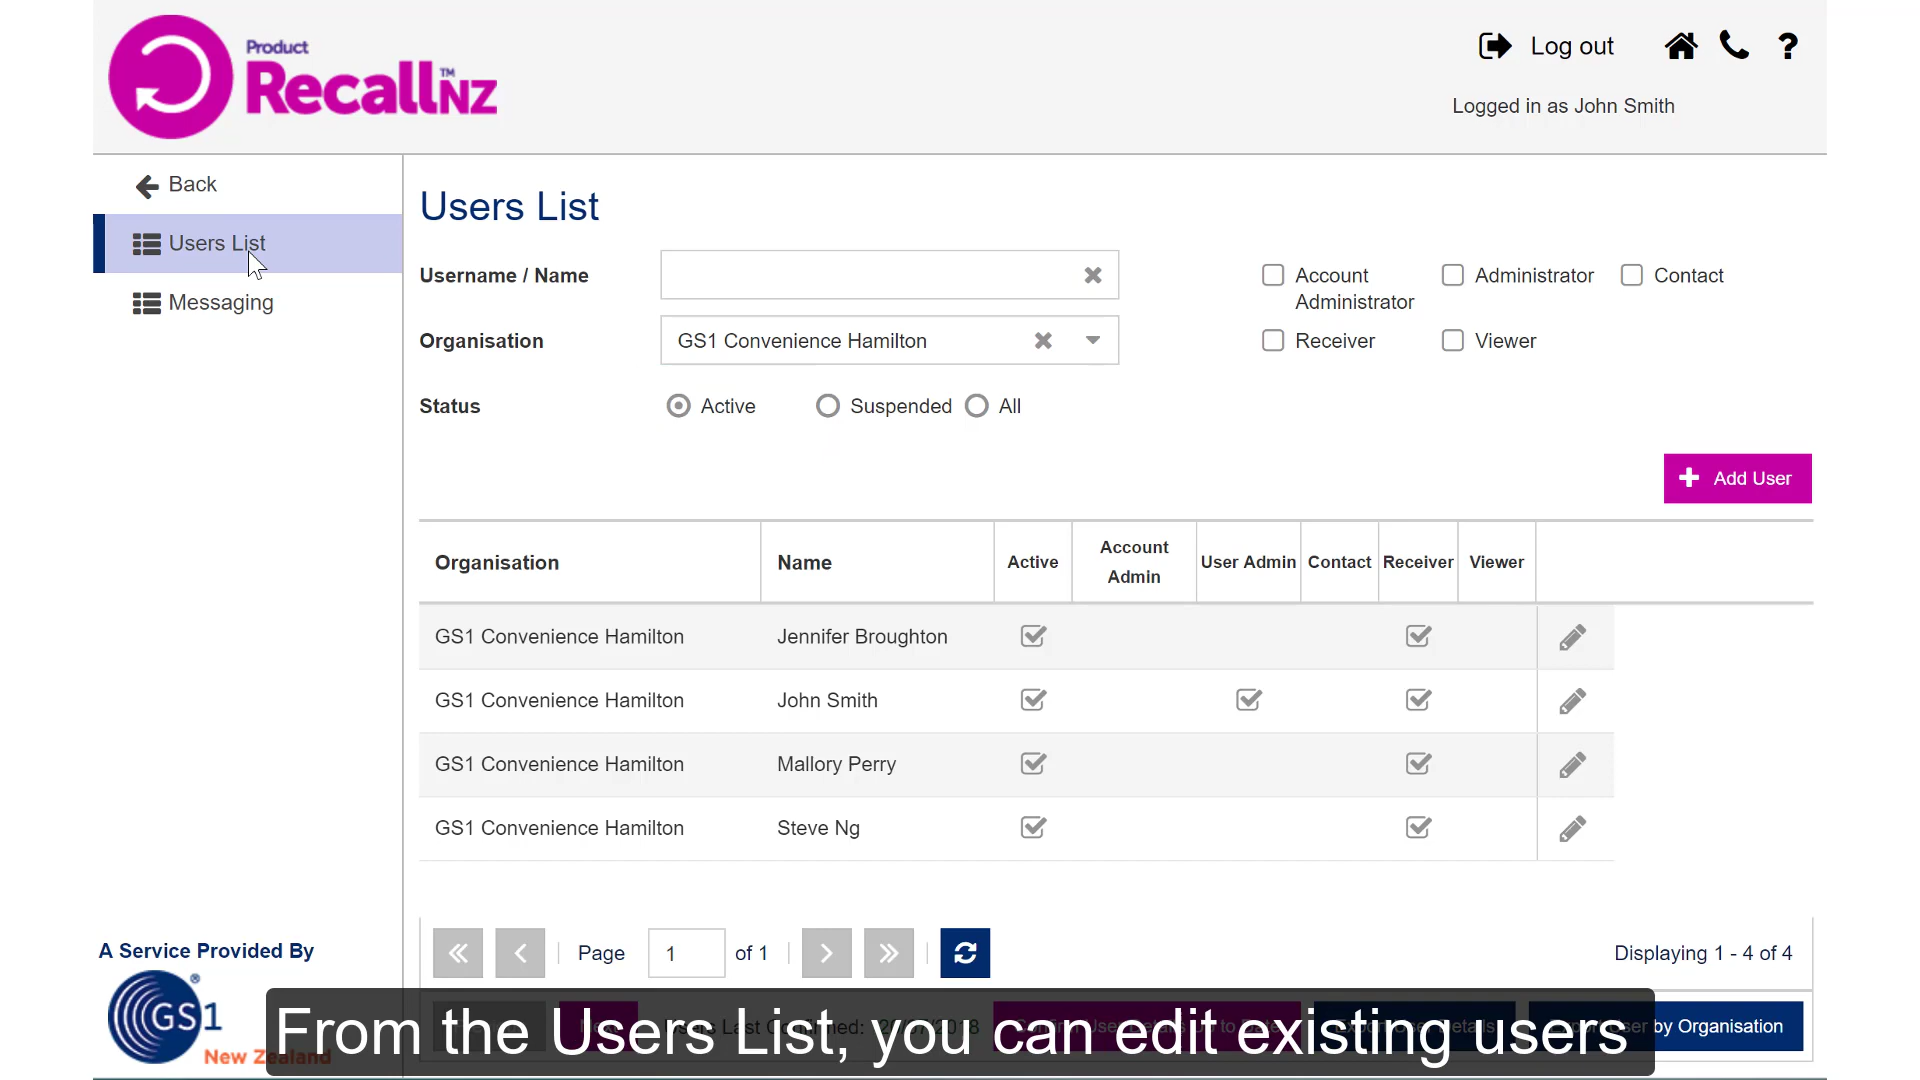 Product
Recall™NZ
Log out
?
Logged in as John Smith
Back
Users List
Messaging
Users List
Username / Name
Organisation
GS1 Convenience Hamilton
Status
Active
Suspended
All
Account Administrator
Administrator
Contact
Receiver
Viewer
Add User
Organisation Name Active Account Admin User Admin Contact Receiver Viewer
GS1 Convenience Hamilton Jennifer Broughton
GS1 Convenience Hamilton John Smith
GS1 Convenience Hamilton Mallory Perry
GS1 Convenience Hamilton Steve Ng
Page 1 of 1
Displaying 1 - 4 of 4
A Service Provided By
GS1
®
New Zealand
by Organisation
From the Users List, you can edit existing users